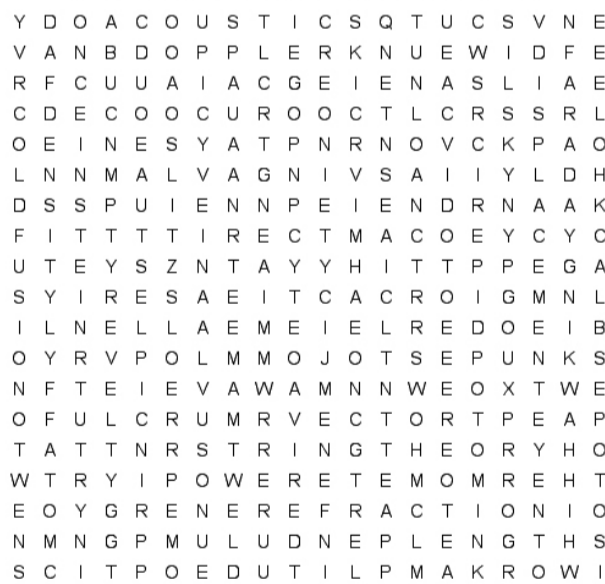 Y D O A C O U S T I C S Q T U C S V N E
V A N B D O P P L E R K N U E W I D F E
R F C U U A I A C G E I E N A S L I A E
C D E C O O C U R O O C T L C R S S R L
O E I N E S Y A T P N R N O V C K P A O
L N N M A L V A G N I V S A I I Y L D H
D S S P U I E N N P E I E N D R N A A K
F I T T T T I R E C T M A C O E Y C Y C
U T E Y S Z N T A Y Y H I T T P P E G A
S Y I R E S A E I T C A C R O I G M N L
I L N E L L A E M E I E L R E D O E I B
O Y R V P O L M M O J O T S E P U N K S
N F T E I E V A W A M N N W E O X T W E
O F U L C R U M R V E C T O R T P E A P
T A T T N R S T R I N G T H E O R Y H O
W T R Y I P O W E R E T E M O M R E H T
E O Y G R E N E R E F R A C T I O N I O
N M N G P M U L U D N E P L E N G T H S
S C I T P O E D U T I L P M A K R O W I